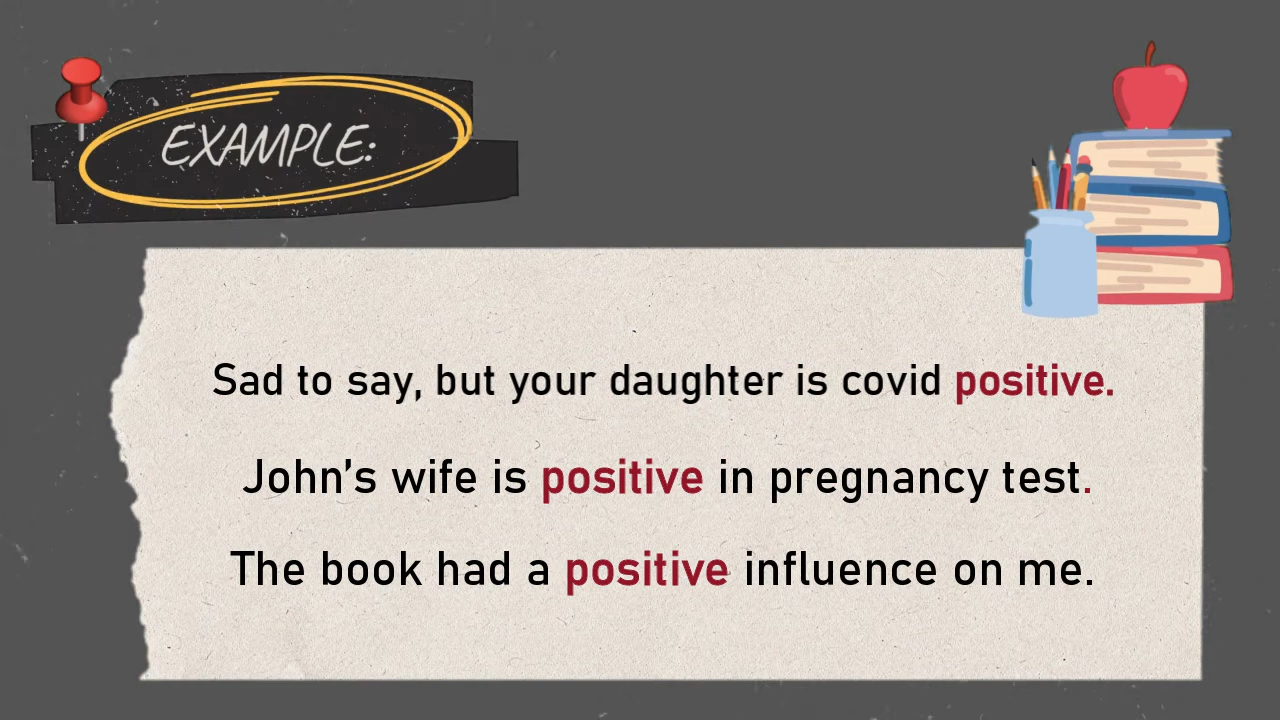 EXAMPLE:
Sad to say, but your daughter is covid positive.
John's wife is positive in pregnancy test.
The book had a positive influence on me.